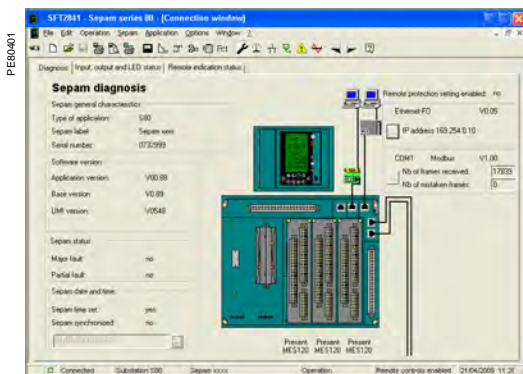 PE80401
SFT2841 - Sepam series 80 - [Connection window]
File Edit Operation Sepam Application Options Window ?
Diagnosis Input, output and LED status Remote indication status
Sepam diagnosis
Sepam general characteristics
Type of application: S80
Sepam label: Sepam xxxx
Serial number:
Software version
Application version: V00.88
Base version: V0.89
UMI version: V0548
Sepam status
Major fault: no
Partial fault: no
Sepam date and time
Sepam time set: yes
Sepam synchronized: no
Remote protection setting enabled: no
Ethernet-FO V0.05
IP address 169.254.0.10
COM1 Modbus V1.00
Nb of frames received: 17839
Nb of mistaken frames: 0
Present Present Present
MES120 MES120 MES120
Connected Substation S80 Sepam xxxx Operation Remote controls enabled 21/04/2009 11:26